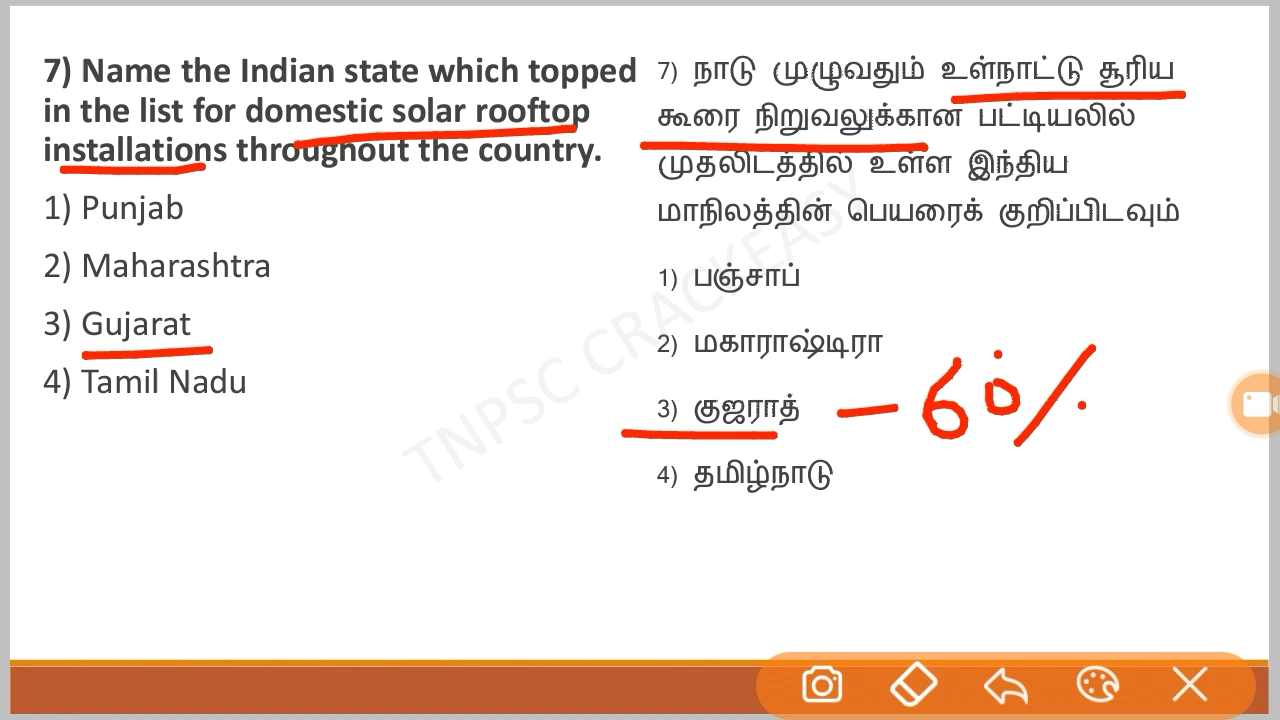 7) Name the Indian state which topped
in the list for domestic solar rooftop
installations throughout the country.
1) Punjab
2) Maharashtra
3) Gujarat
4) Tamil Nadu
7) நாடு முழுவதும் உள்நாட்டு சூரிய
கூரை நிறுவலுக்கான பட்டியலில்
முதலிடத்தில் உள்ள இந்திய
மாநிலத்தின் பெயரைக் குறிப்பிடவும்
1) பஞ்சாப்
2) மகாராஷ்டிரா
3) குஜராத் – 60%
4) தமிழ்நாடு
TNPSC CRACKEASY